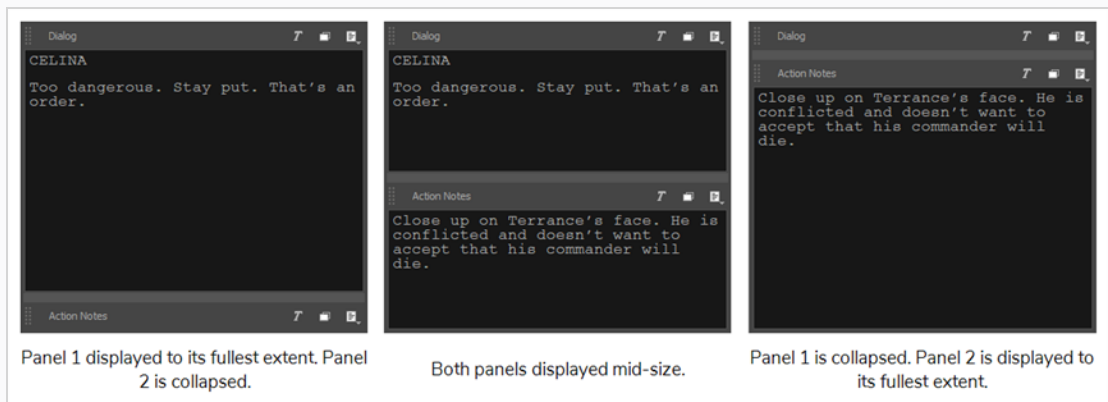 Dialog
CELINA
Too dangerous. Stay put. That's an
order.
Action Notes
Panel 1 displayed to its fullest extent. Panel
2 is collapsed.
Dialog
CELINA
Too dangerous. Stay put. That's an
order.
Action Notes
Close up on Terrance's face. He is
conflicted and doesn't want to
accept that his commander will
die.
Both panels displayed mid-size.
Dialog
Action Notes
Close up on Terrance's face. He is
conflicted and doesn't want to
accept that his commander will
die.
Panel 1 is collapsed. Panel 2 is displayed to
its fullest extent.